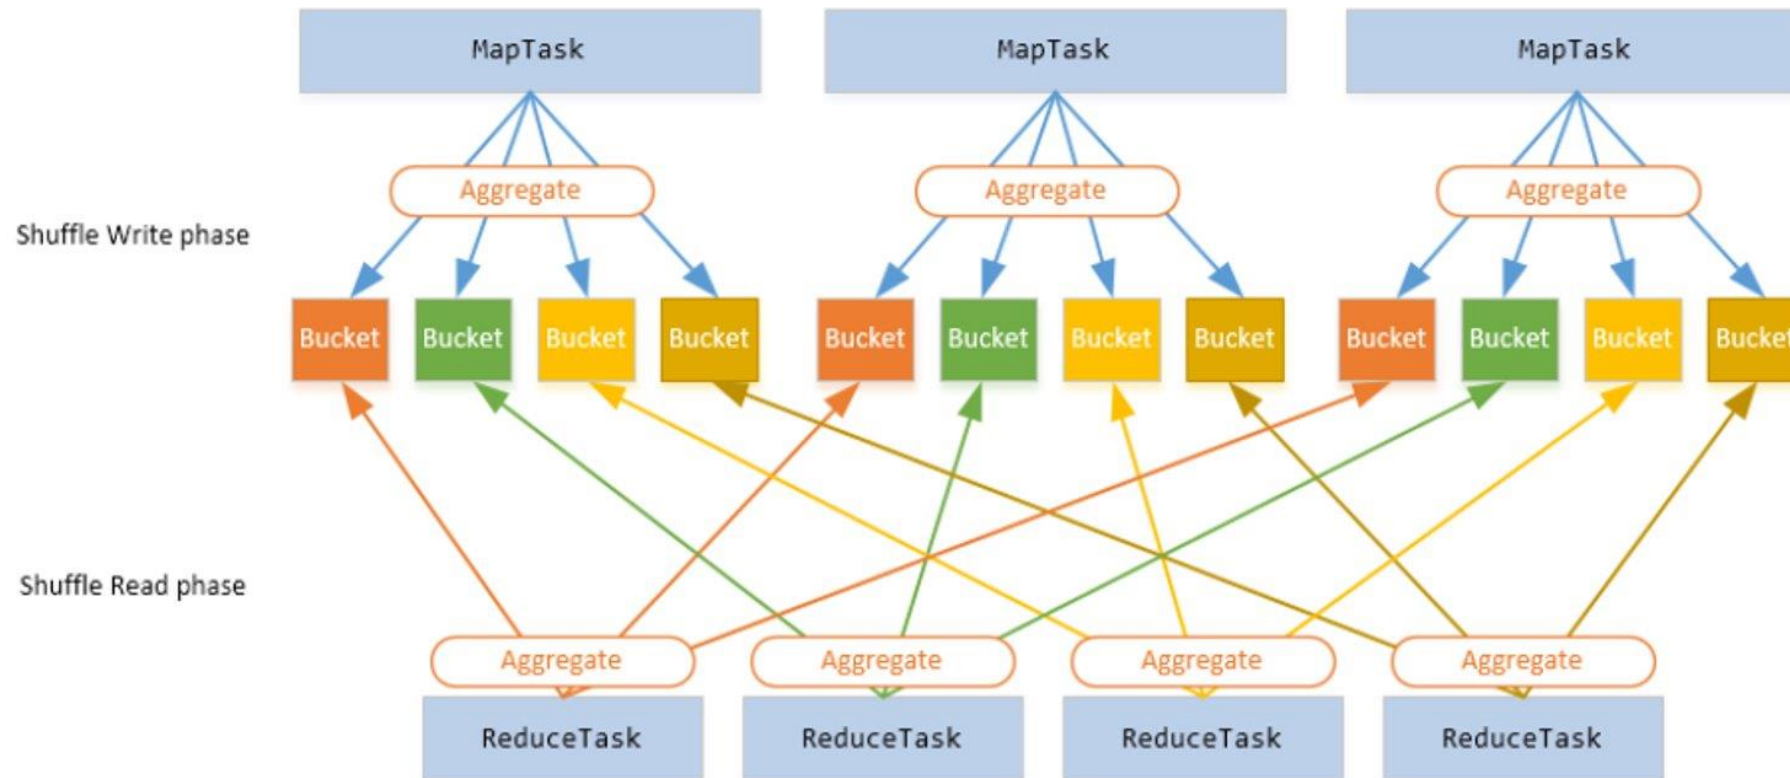 MapTask
MapTask
MapTask
Aggregate
Aggregate
Aggregate
Shuffle Write phase
Bucket
Bucket
Bucket
Bucket
Bucket
Bucket
Bucket
Bucket
Bucket
Bucket
Bucket
Bucket
Shuffle Read phase
Aggregate
Aggregate
Aggregate
Aggregate
ReduceTask
ReduceTask
ReduceTask
ReduceTask